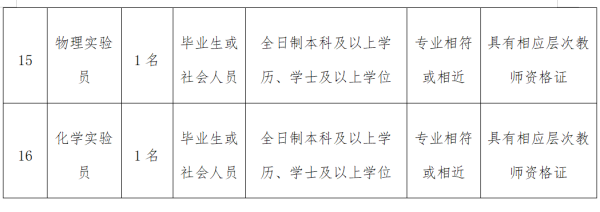 15 物理实验员 1 名 毕业生或社会人员 全日制本科及以上学历、学士及以上学位 专业相符或相近 具有相应层次教师资格证
16 化学实验员 1 名 毕业生或社会人员 全日制本科及以上学历、学士及以上学位 专业相符或相近 具有相应层次教师资格证